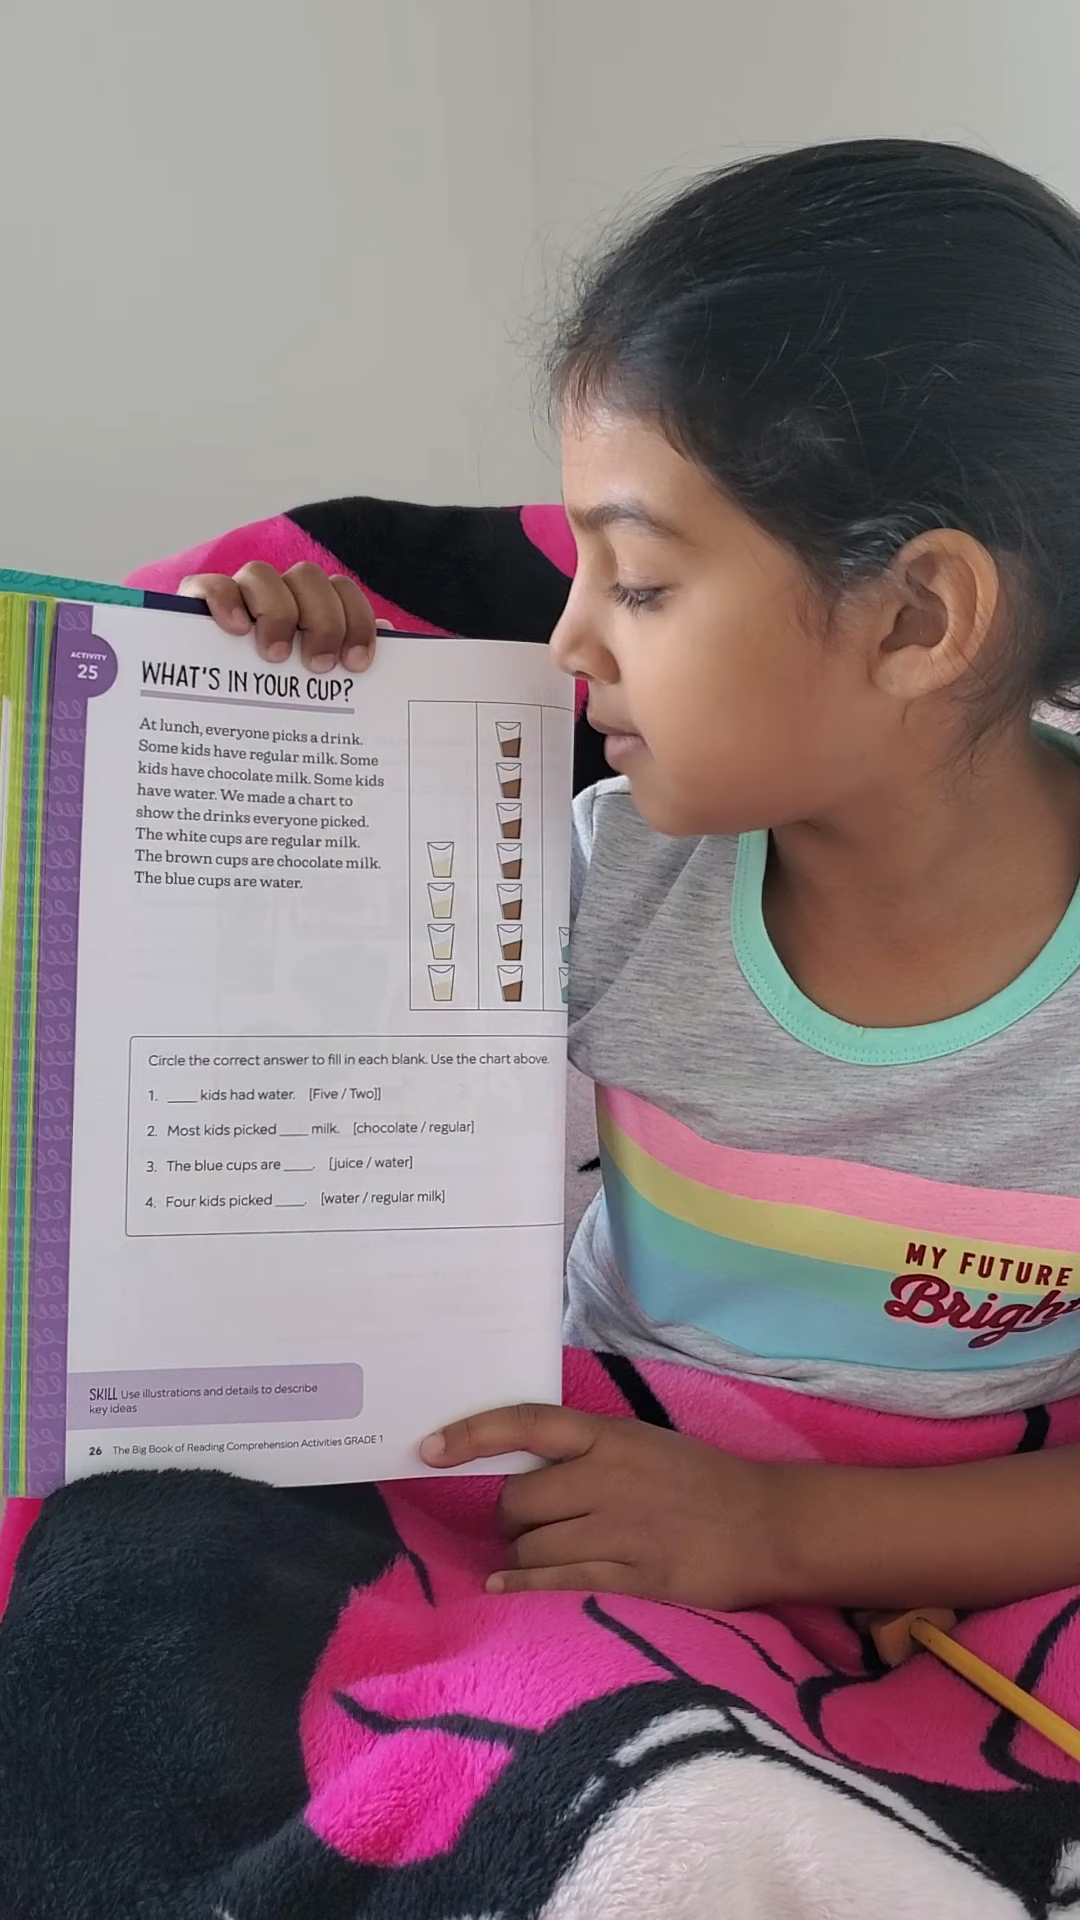 ACTIVITY
25
WHAT'S IN YOUR CUP?
At lunch, everyone picks a drink.
Some kids have regular milk. Some
kids have chocolate milk. Some kids
have water. We made a chart to
show the drinks everyone picked.
The white cups are regular milk.
The brown cups are chocolate milk.
The blue cups are water.
Circle the correct answer to fill in each blank. Use the chart above.
1. ____ kids had water. [Five / Two]]
2. Most kids picked ____ milk. [chocolate / regular]
3. The blue cups are ____. [juice / water]
4. Four kids picked ____. [water / regular milk]
SKILL Use illustrations and details to describe
key ideas
26 The Big Book of Reading Comprehension Activities GRADE 1
MY FUTURE
Bright